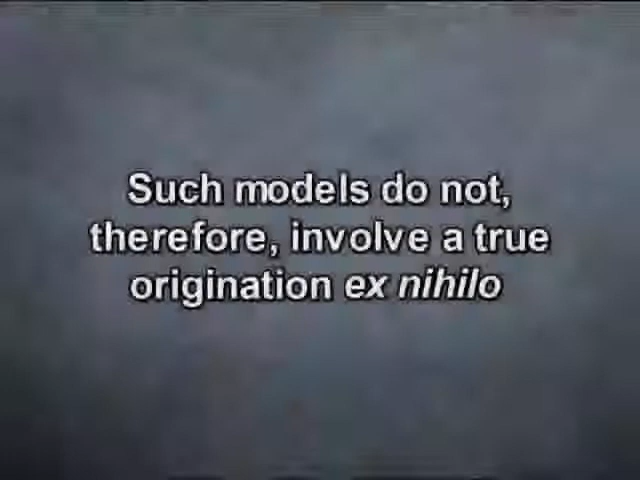 Such models do not,
therefore, involve a true
origination ex nihilo